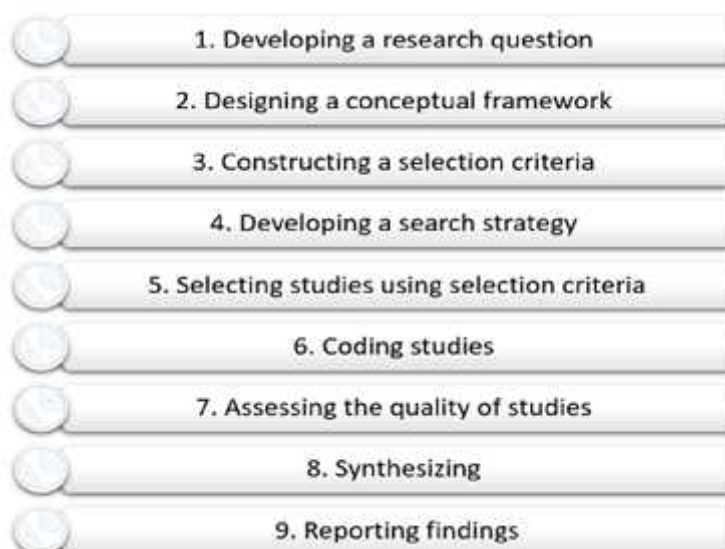 1. Developing a research question
2. Designing a conceptual framework
3. Constructing a selection criteria
4. Developing a search strategy
5. Selecting studies using selection criteria
6. Coding studies
7. Assessing the quality of studies
8. Synthesizing
9. Reporting findings